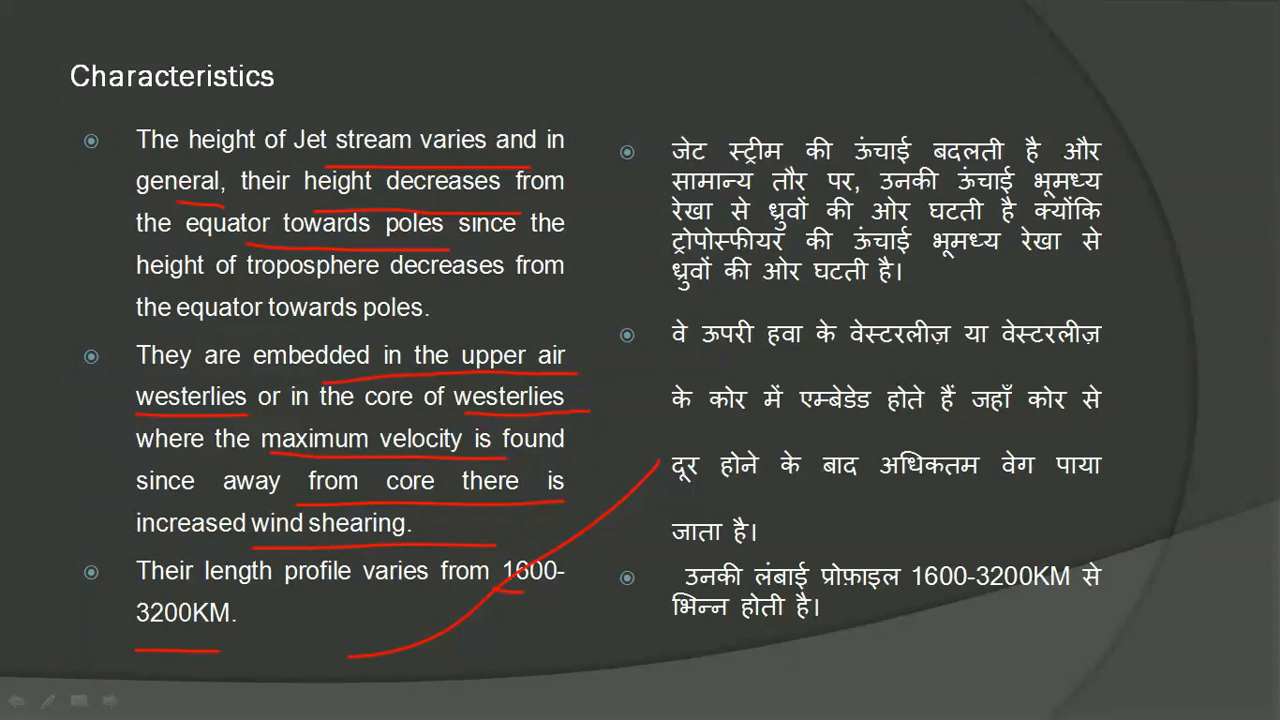 Characteristics
The height of Jet stream varies and in
general, their height decreases from
the equator towards poles since the
height of troposphere decreases from
the equator towards poles.
They are embedded in the upper air
westerlies or in the core of westerlies
where the maximum velocity is found
since away from core there is
increased wind shearing.
Their length profile varies from 1600-
3200KM.
जेट स्ट्रीम की ऊंचाई बदलती है और
सामान्य तौर पर, उनकी ऊंचाई भूमध्य
रेखा से ध्रुवों की ओर घटती है क्योंकि
ट्रोपोस्फीयर की ऊंचाई भूमध्य रेखा से
ध्रुवों की ओर घटती है।
वे ऊपरी हवा के वेस्टरलीज़ या वेस्टरलीज़
के कोर में एम्बेडेड होते हैं जहाँ कोर से
दूर होने के बाद अधिकतम वेग पाया
जाता है।
उनकी लंबाई प्रोफ़ाइल 1600-3200KM से
भिन्न होती है।